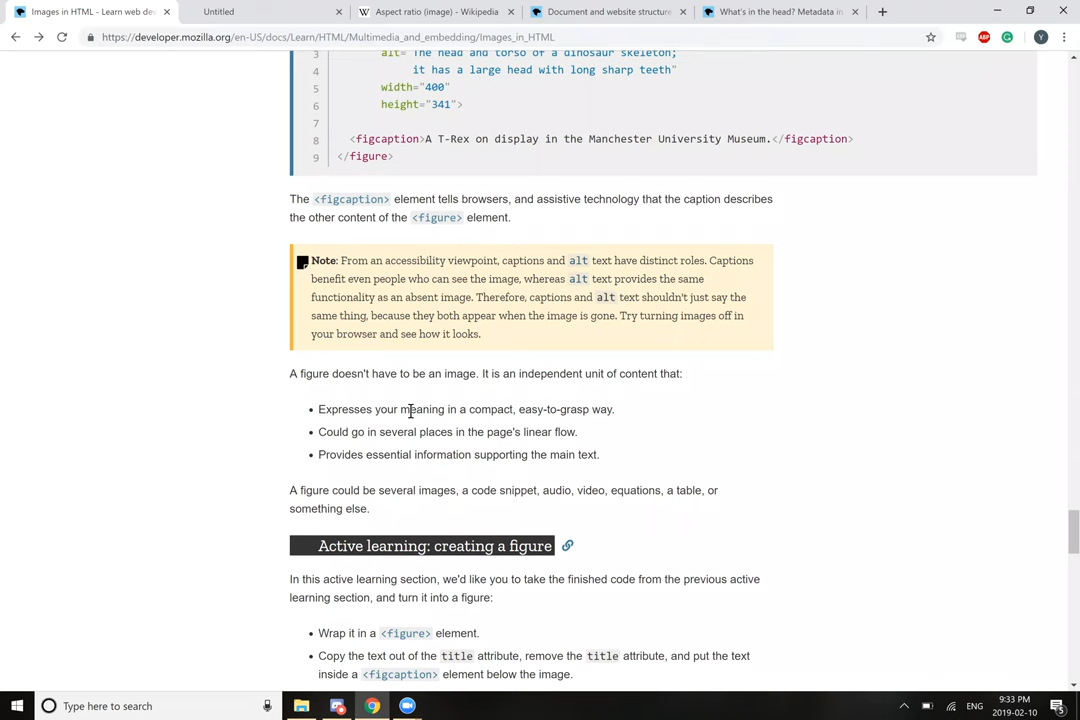 Images in HTML - Learn web dev
Untitled
Aspect ratio (image) - Wikipedia
Document and website structure
What's in the head? Metadata in
https://developer.mozilla.org/en-US/docs/Learn/HTML/Multimedia_and_embedding/Images_in_HTML
ABP
Y
3 alt="The head and torso of a dinosaur skeleton;
4 it has a large head with long sharp teeth"
5 width="400"
6 height="341">
7
8 <figcaption>A T-Rex on display in the Manchester University Museum.</figcaption>
9 </figure>
The <figcaption> element tells browsers, and assistive technology that the caption describes
the other content of the <figure> element.
Note: From an accessibility viewpoint, captions and alt text have distinct roles. Captions
benefit even people who can see the image, whereas alt text provides the same
functionality as an absent image. Therefore, captions and alt text shouldn't just say the
same thing, because they both appear when the image is gone. Try turning images off in
your browser and see how it looks.
A figure doesn't have to be an image. It is an independent unit of content that:
• Expresses your meaning in a compact, easy-to-grasp way.
• Could go in several places in the page's linear flow.
• Provides essential information supporting the main text.
A figure could be several images, a code snippet, audio, video, equations, a table, or
something else.
Active learning: creating a figure
In this active learning section, we'd like you to take the finished code from the previous active
learning section, and turn it into a figure:
• Wrap it in a <figure> element.
• Copy the text out of the title attribute, remove the title attribute, and put the text
inside a <figcaption> element below the image.
Type here to search
ENG
9:33 PM
2019-02-10
5